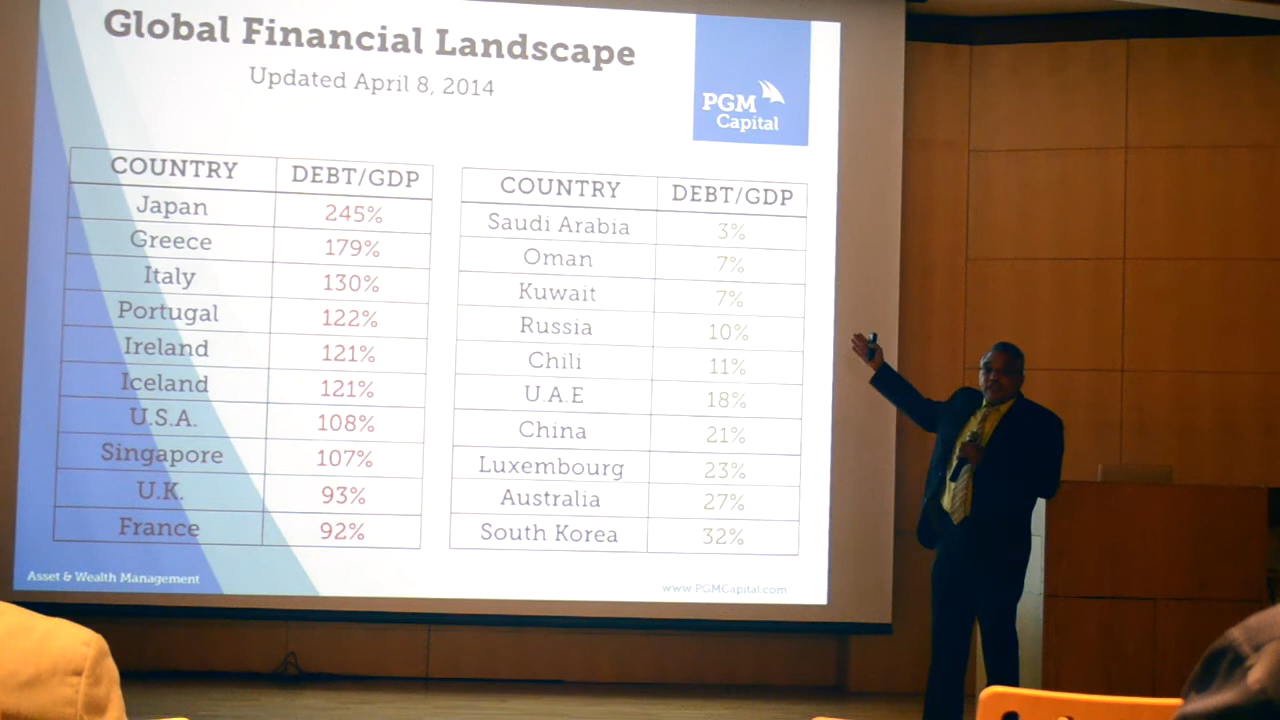 Global Financial Landscape
Updated April 8, 2014
PGM
Capital
COUNTRY DEBT/GDP
Japan 245%
Greece 179%
Italy 130%
Portugal 122%
Ireland 121%
Iceland 121%
U.S.A. 108%
Singapore 107%
U.K. 93%
France 92%
COUNTRY DEBT/GDP
Saudi Arabia 3%
Oman 7%
Kuwait 7%
Russia 10%
Chili 11%
U.A.E 18%
China 21%
Luxembourg 23%
Australia 27%
South Korea 32%
Asset & Wealth Management
www.PGMCapital.com